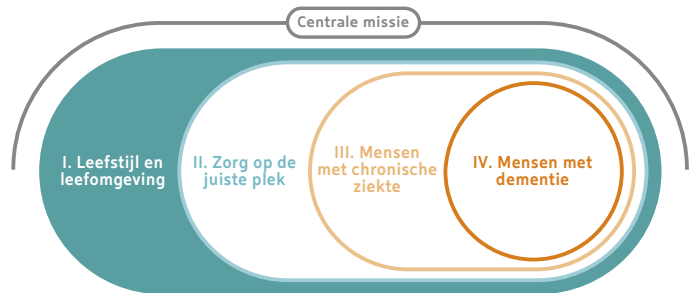 Centrale missie
I. Leefstijl en
leefomgeving
II. Zorg op de
juiste plek
III. Mensen
met chronische
ziekte
IV. Mensen met
dementie